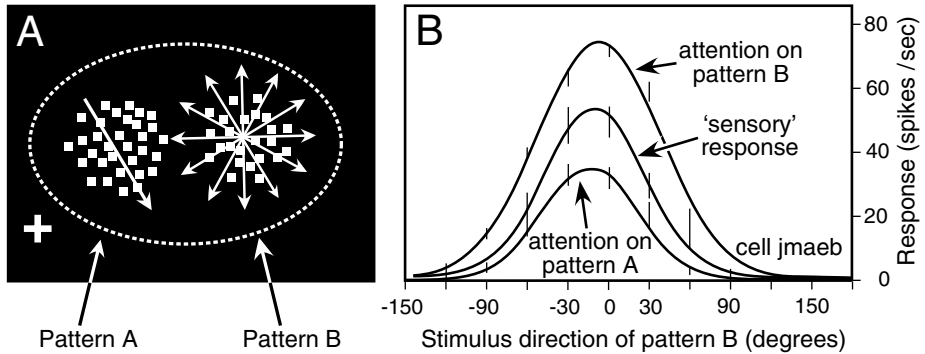 A
Pattern A
Pattern B
B
attention on
pattern B
'sensory'
response
attention on
pattern A
cell jmaeb
80
60
40
20
0
Response (spikes / sec)
-150
-90
-30
0
30
90
150
Stimulus direction of pattern B (degrees)